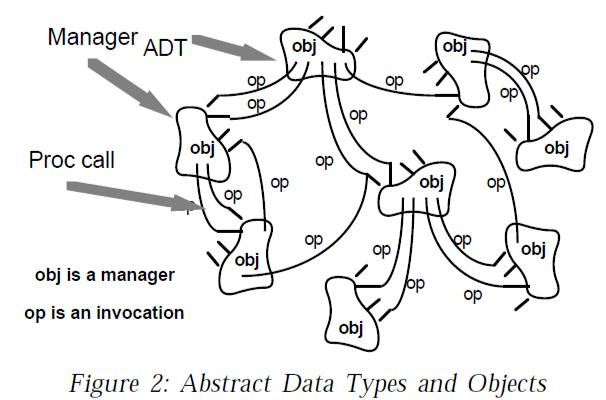 Manager
ADT
obj
obj
op
op
op
op
op
op
obj
obj
Proc call
op
obj
op
op
op
op
op
op
op
obj
obj
op
op
obj is a manager
op is an invocation
obj
Figure 2: Abstract Data Types and Objects